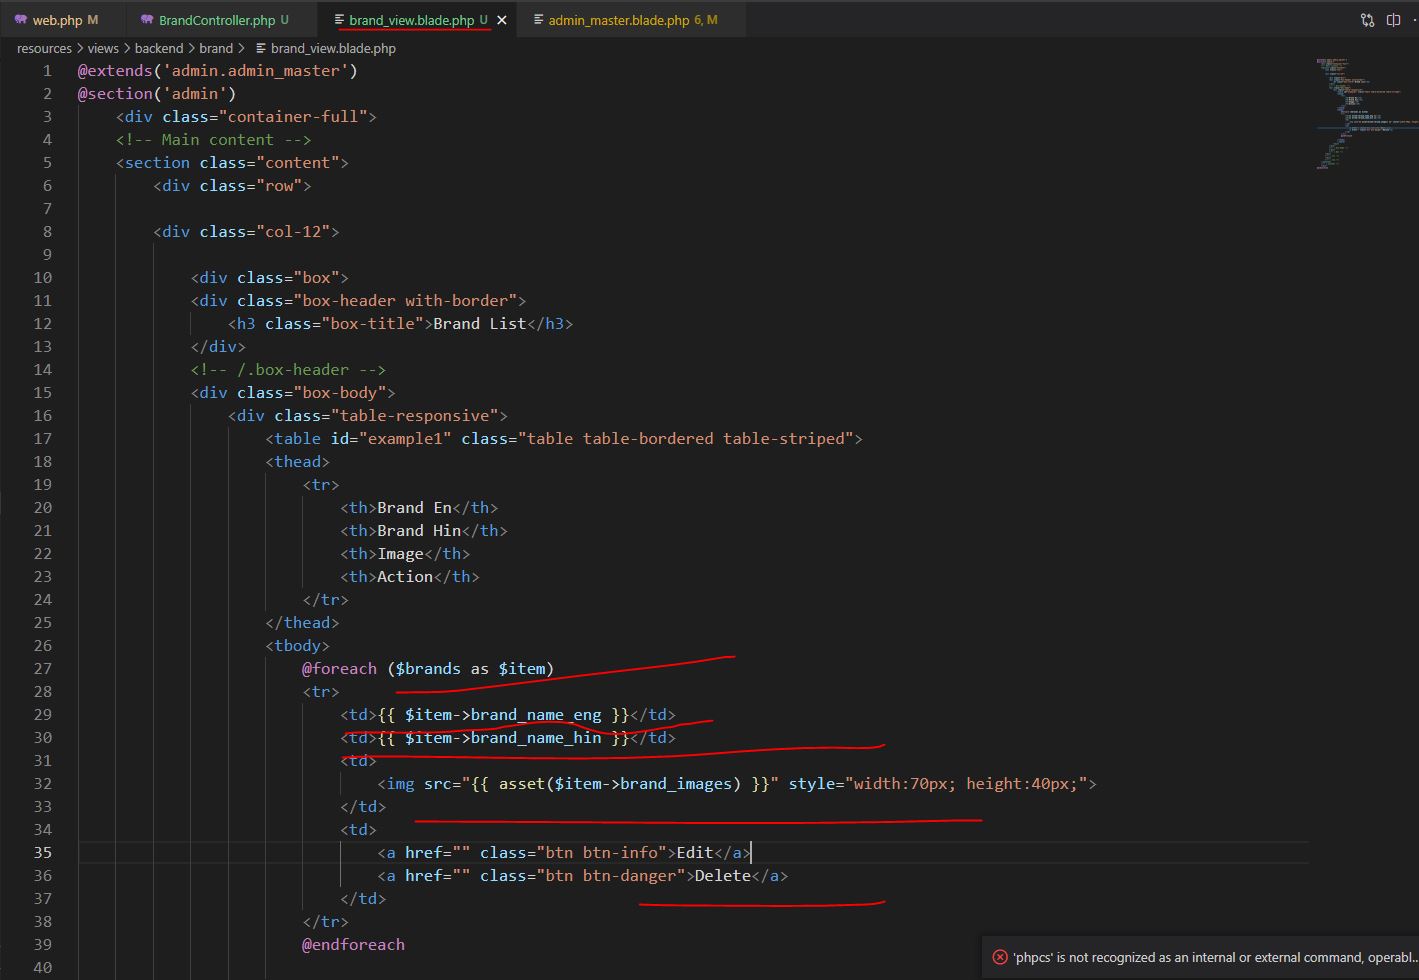 web.php M BrandController.php U brand_view.blade.php U admin_master.blade.php 6, M
resources > views > backend > brand > brand_view.blade.php
1 @extends('admin.admin_master')
2 @section('admin')
3 <div class="container-full">
4 <!-- Main content -->
5 <section class="content">
6 <div class="row">
7
8 <div class="col-12">
9
10 <div class="box">
11 <div class="box-header with-border">
12 <h3 class="box-title">Brand List</h3>
13 </div>
14 <!-- /.box-header -->
15 <div class="box-body">
16 <div class="table-responsive">
17 <table id="example1" class="table table-bordered table-striped">
18 <thead>
19 <tr>
20 <th>Brand En</th>
21 <th>Brand Hin</th>
22 <th>Image</th>
23 <th>Action</th>
24 </tr>
25 </thead>
26 <tbody>
27 @foreach ($brands as $item)
28 <tr>
29 <td>{{ $item->brand_name_eng }}</td>
30 <td>{{ $item->brand_name_hin }}</td>
31 <td>
32 <img src="{{ asset($item->brand_images) }}" style="width:70px; height:40px;">
33 </td>
34 <td>
35 <a href="" class="btn btn-info">Edit</a>
36 <a href="" class="btn btn-danger">Delete</a>
37 </td>
38 </tr>
39 @endforeach
40
'phpcs' is not recognized as an internal or external command, operabl...